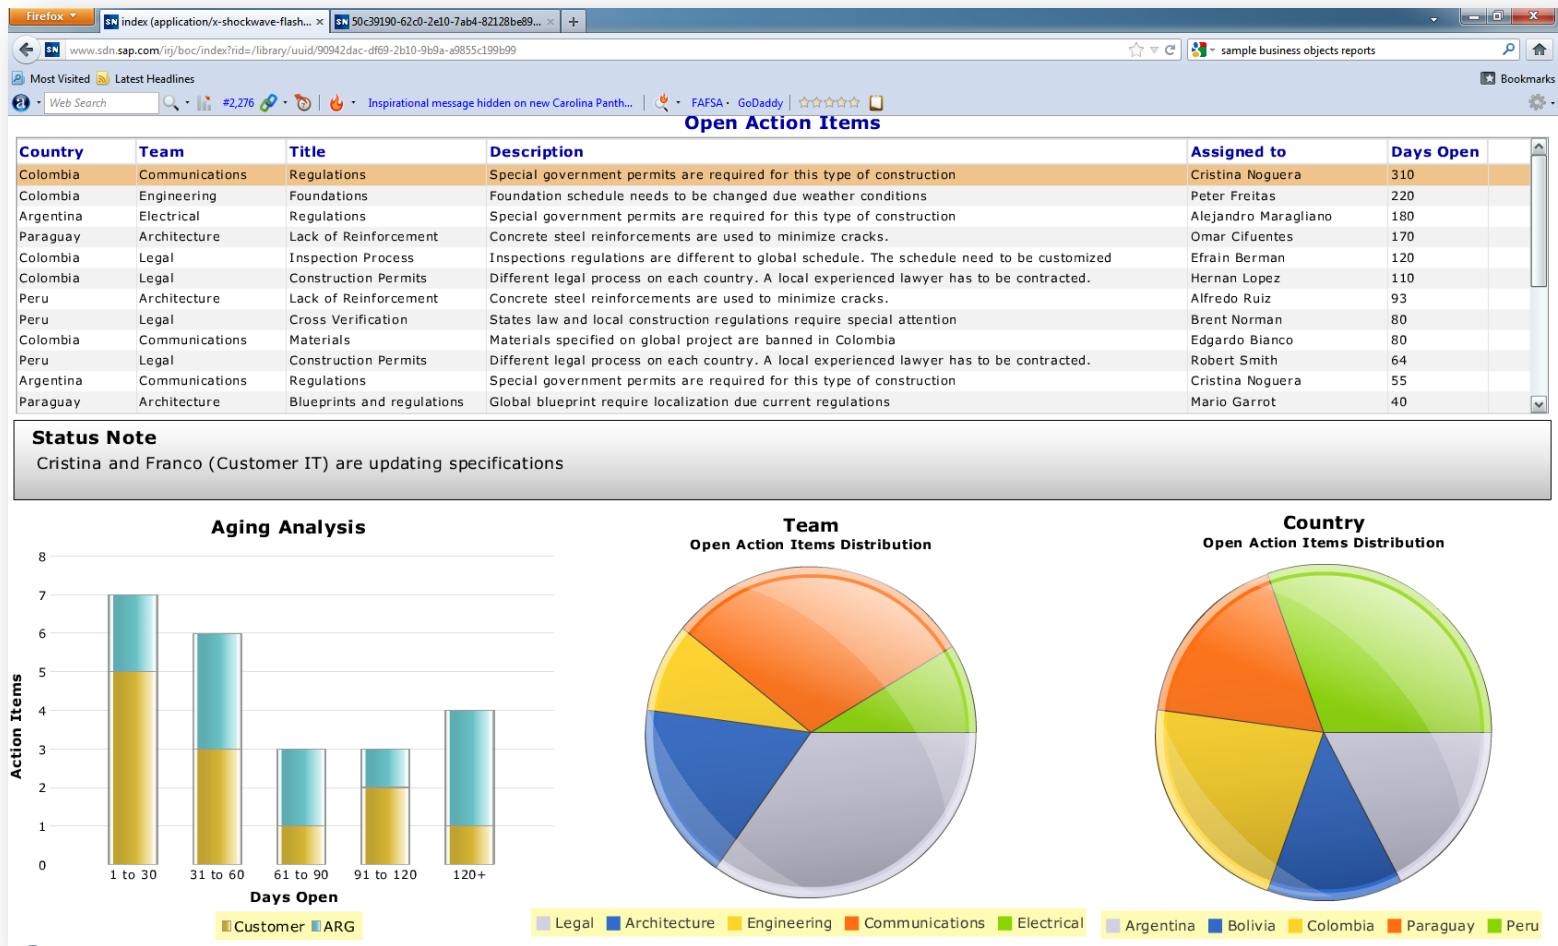 Firefox
index (application/x-shockwave-flash... ×
50c39190-62c0-2e10-7ab4-82128be89... ×
www.sdn.sap.com/irj/boc/index?rid=/library/uuid/90942dac-df69-2b10-9b9a-a9855c199b99
sample business objects reports
Most Visited Latest Headlines Bookmarks
Web Search #2,276 Inspirational message hidden on new Carolina Panth... FAFSA GoDaddy
Open Action Items
Country Team Title Description Assigned to Days Open
Colombia Communications Regulations Special government permits are required for this type of construction Cristina Noguera 310
Colombia Engineering Foundations Foundation schedule needs to be changed due weather conditions Peter Freitas 220
Argentina Electrical Regulations Special government permits are required for this type of construction Alejandro Maragliano 180
Paraguay Architecture Lack of Reinforcement Concrete steel reinforcements are used to minimize cracks. Omar Cifuentes 170
Colombia Legal Inspection Process Inspections regulations are different to global schedule. The schedule need to be customized Efrain Berman 120
Colombia Legal Construction Permits Different legal process on each country. A local experienced lawyer has to be contracted. Hernan Lopez 110
Peru Architecture Lack of Reinforcement Concrete steel reinforcements are used to minimize cracks. Alfredo Ruiz 93
Peru Legal Cross Verification States law and local construction regulations require special attention Brent Norman 80
Colombia Communications Materials Materials specified on global project are banned in Colombia Edgardo Bianco 80
Peru Legal Construction Permits Different legal process on each country. A local experienced lawyer has to be contracted. Robert Smith 64
Argentina Communications Regulations Special government permits are required for this type of construction Cristina Noguera 55
Paraguay Architecture Blueprints and regulations Global blueprint require localization due current regulations Mario Garrot 40
Status Note
Cristina and Franco (Customer IT) are updating specifications
Aging Analysis
8
7
6
5
4
3
2
1
0
Action Items
1 to 30 31 to 60 61 to 90 91 to 120 120+
Days Open
Customer ARG
Team
Open Action Items Distribution
Legal Architecture Engineering Communications Electrical
Country
Open Action Items Distribution
Argentina Bolivia Colombia Paraguay Peru